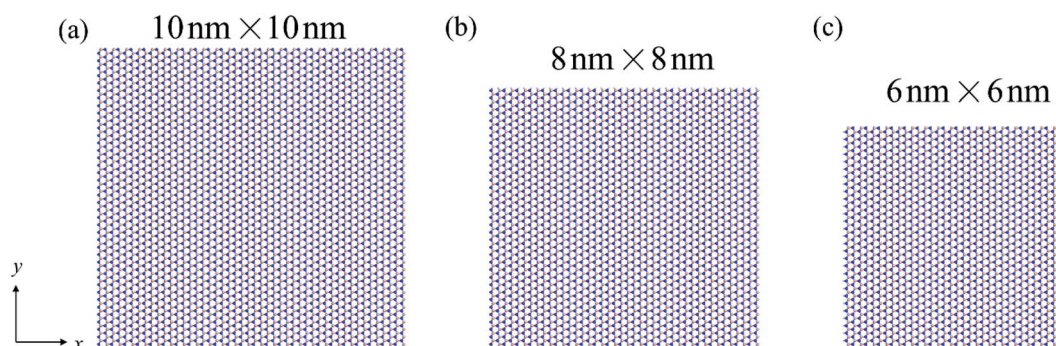 (a)
10 nm × 10 nm
(b)
8 nm × 8 nm
(c)
6 nm × 6 nm
y
x